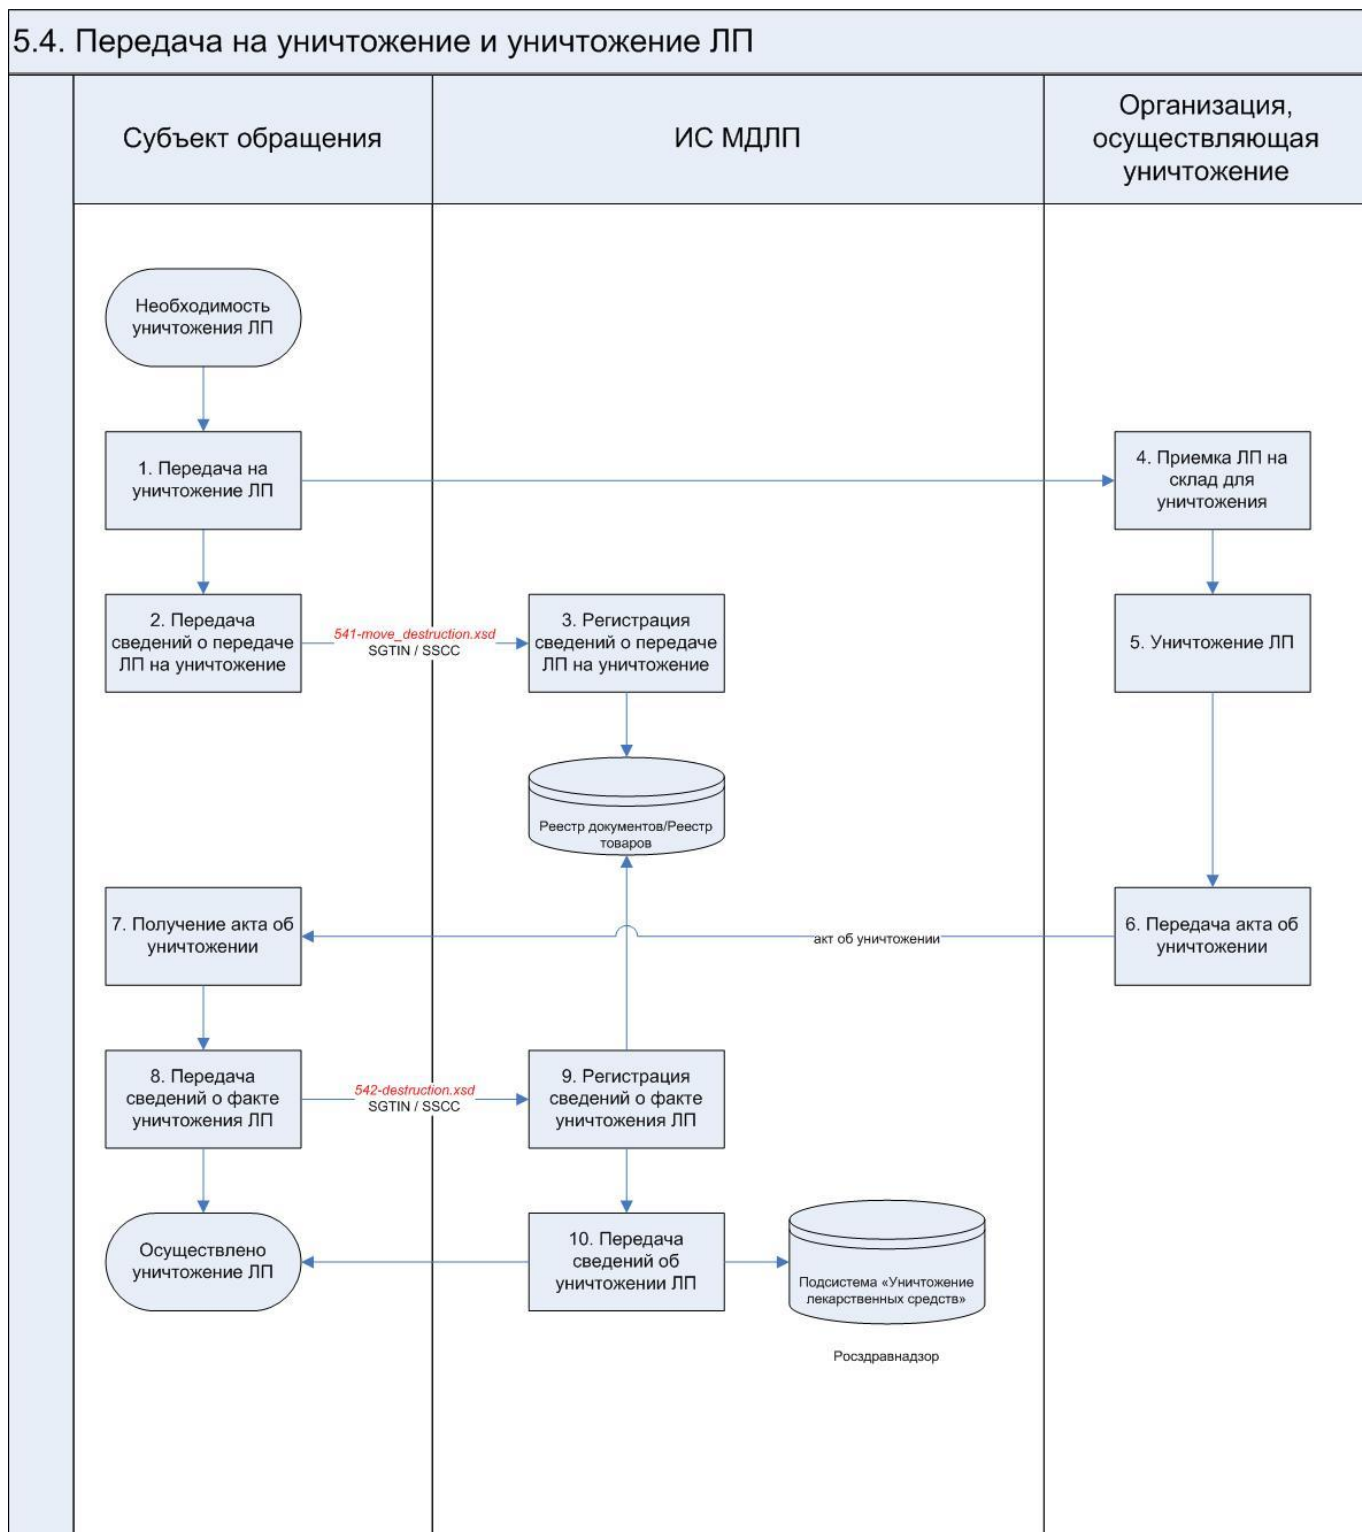 5.4. Передача на уничтожение и уничтожение ЛП
Субъект обращения
ИС МДЛП
Организация,
осуществляющая
уничтожение
Необходимость
уничтожения ЛП
1. Передача на
уничтожение ЛП
4. Приемка ЛП на
склад для
уничтожения
2. Передача
сведений о передаче
ЛП на уничтожение
541-move_destruction.xsd
SGTIN / SSCC
3. Регистрация
сведений о передаче
ЛП на уничтожение
5. Уничтожение ЛП
Реестр документов/Реестр
товаров
7. Получение акта об
уничтожении
акт об уничтожении
6. Передача акта об
уничтожении
8. Передача
сведений о факте
уничтожения ЛП
542-destruction.xsd
SGTIN / SSCC
9. Регистрация
сведений о факте
уничтожения ЛП
Осуществлено
уничтожение ЛП
10. Передача
сведений об
уничтожении ЛП
Подсистема «Уничтожение
лекарственных средств»
Росздравнадзор